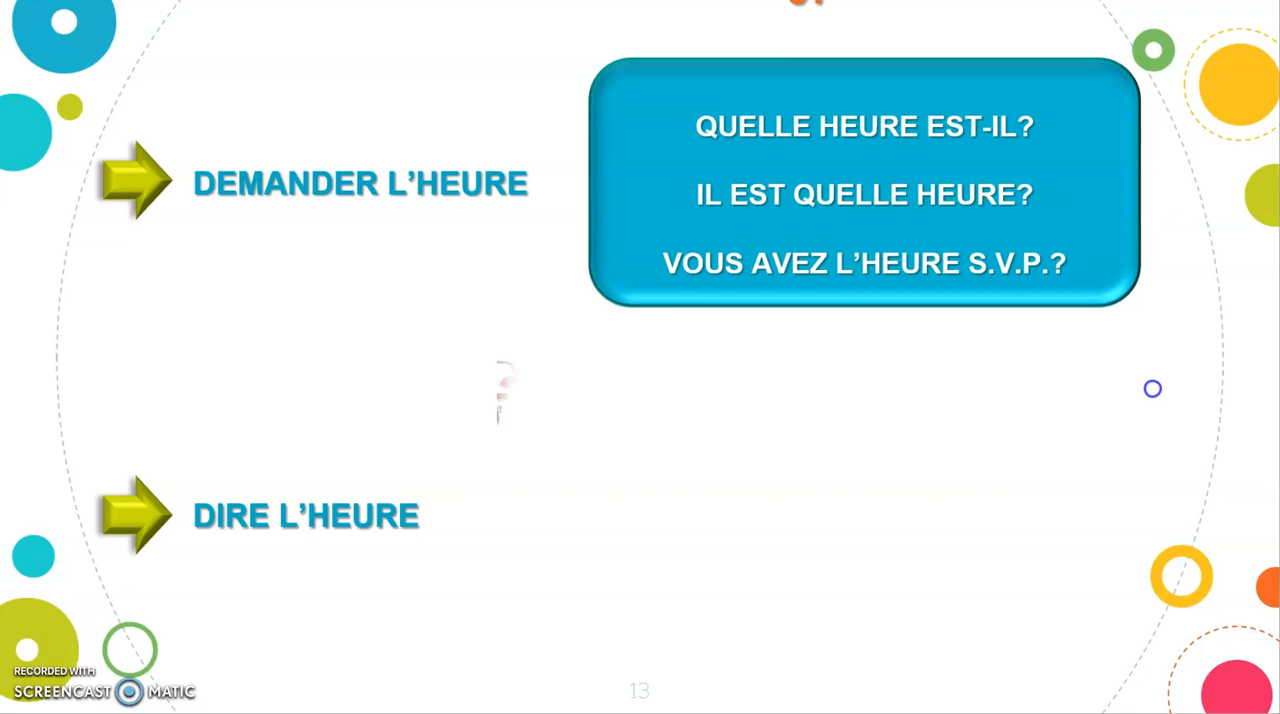 QUELLE HEURE EST-IL?
DEMANDER L’HEURE
IL EST QUELLE HEURE?
VOUS AVEZ L’HEURE S.V.P.?
DIRE L’HEURE
RECORDED WITH
SCREENCAST MATIC
13